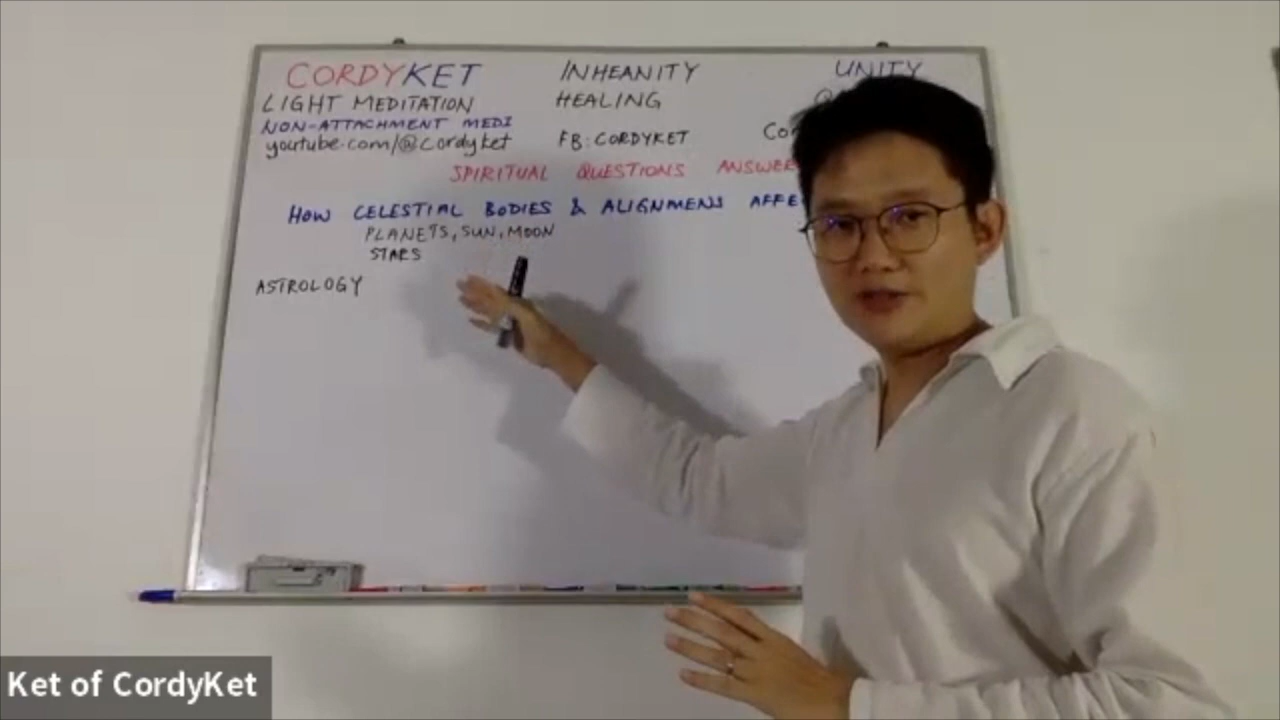 CORDYKET INHEANITY UNITY
LIGHT MEDITATION HEALING
NON-ATTACHMENT MEDI
youtube.com/@cordyket FB: CORDYKET
SPIRITUAL QUESTIONS
HOW CELESTIAL BODIES & ALIGNMENS
PLANETS, SUN, MOON
STARS
ASTROLOGY
Ket of CordyKet